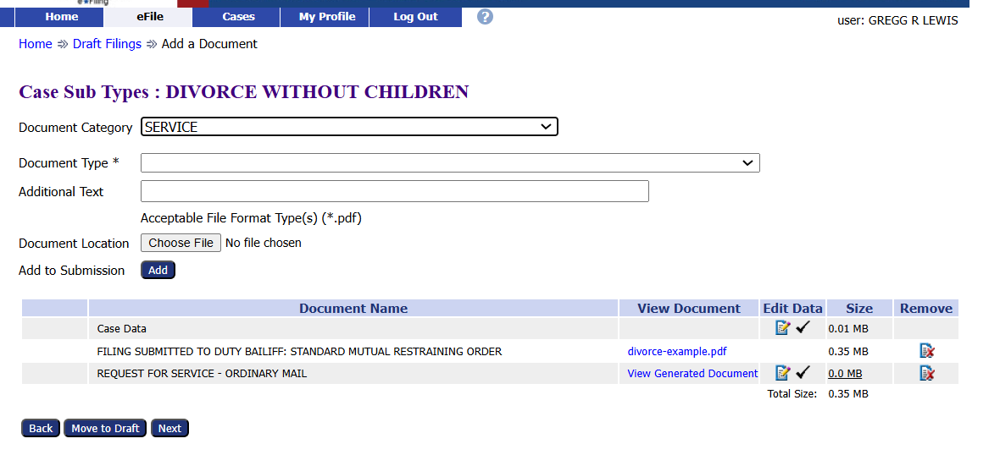 e★Filing
Home eFile Cases My Profile Log Out ?
user: GREGG R LEWIS
Home ⇨ Draft Filings ⇨ Add a Document
Case Sub Types : DIVORCE WITHOUT CHILDREN
Document Category SERVICE
Document Type *
Additional Text
Acceptable File Format Type(s) (*.pdf)
Document Location Choose File No file chosen
Add to Submission Add
Document Name View Document Edit Data Size Remove
Case Data 0.01 MB
FILING SUBMITTED TO DUTY BAILIFF: STANDARD MUTUAL RESTRAINING ORDER divorce-example.pdf 0.35 MB
REQUEST FOR SERVICE - ORDINARY MAIL View Generated Document 0.0 MB
Total Size: 0.35 MB
Back Move to Draft Next